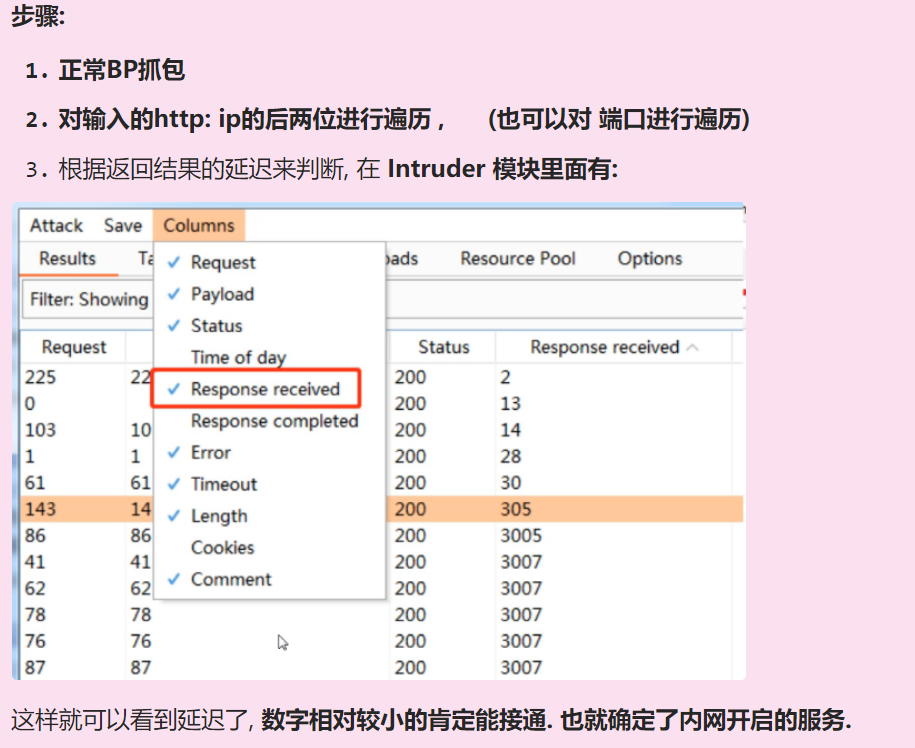 步骤:
1. 正常BP抓包
2. 对输入的http: ip的后两位进行遍历 , (也可以对 端口进行遍历)
3. 根据返回结果的延迟来判断, 在 Intruder 模块里面有:
Attack Save Columns
Results Ta ads Resource Pool Options
Request
Payload
Filter: Showing
Status
Time of day
Request Status Response received
225 22 200 2
Response received
0 200 13
Response completed
103 10 200 14
Error
1 1 200 28
Timeout
61 61 200 30
143 14 200 305
Length
86 86 200 3005
Cookies
41 41 200 3007
Comment
62 62 200 3007
78 78 200 3007
76 76 200 3007
87 87 200 3007
这样就可以看到延迟了, 数字相对较小的肯定能接通. 也就确定了内网开启的服务.